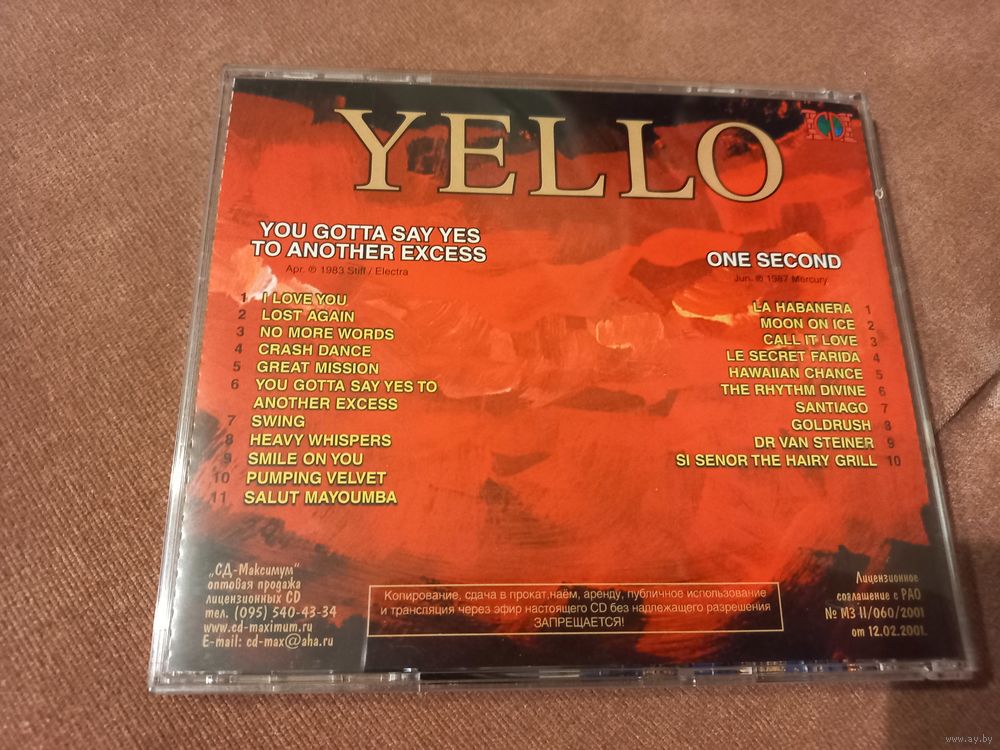 YELLO
YOU GOTTA SAY YES
TO ANOTHER EXCESS
Apr. ℗ 1983 Stiff / Electra
1 I LOVE YOU
2 LOST AGAIN
3 NO MORE WORDS
4 CRASH DANCE
5 GREAT MISSION
6 YOU GOTTA SAY YES TO
ANOTHER EXCESS
7 SWING
8 HEAVY WHISPERS
9 SMILE ON YOU
10 PUMPING VELVET
11 SALUT MAYOUMBA
ONE SECOND
Jun. ℗ 1987 Mercury
LA HABANERA 1
MOON ON ICE 2
CALL IT LOVE 3
LE SECRET FARIDA 4
HAWAIIAN CHANCE 5
THE RHYTHM DIVINE 6
SANTIAGO 7
GOLDRUSH 8
DR VAN STEINER 9
SI SENOR THE HAIRY GRILL 10
„СД-Максимум"
оптовая продажа
лицензионных CD
тел. (095) 540-43-34
www.cd-maximum.ru
E-mail: cd-max@aha.ru
Копирование, сдача в прокат,наём, аренду, публичное использование
и трансляция через эфир настоящего CD без надлежащего разрешения
ЗАПРЕЩАЕТСЯ!
Лицензионное
соглашение с РАО
№ МЗ II/060/2001
от 12.02.2001.
www.ay.by